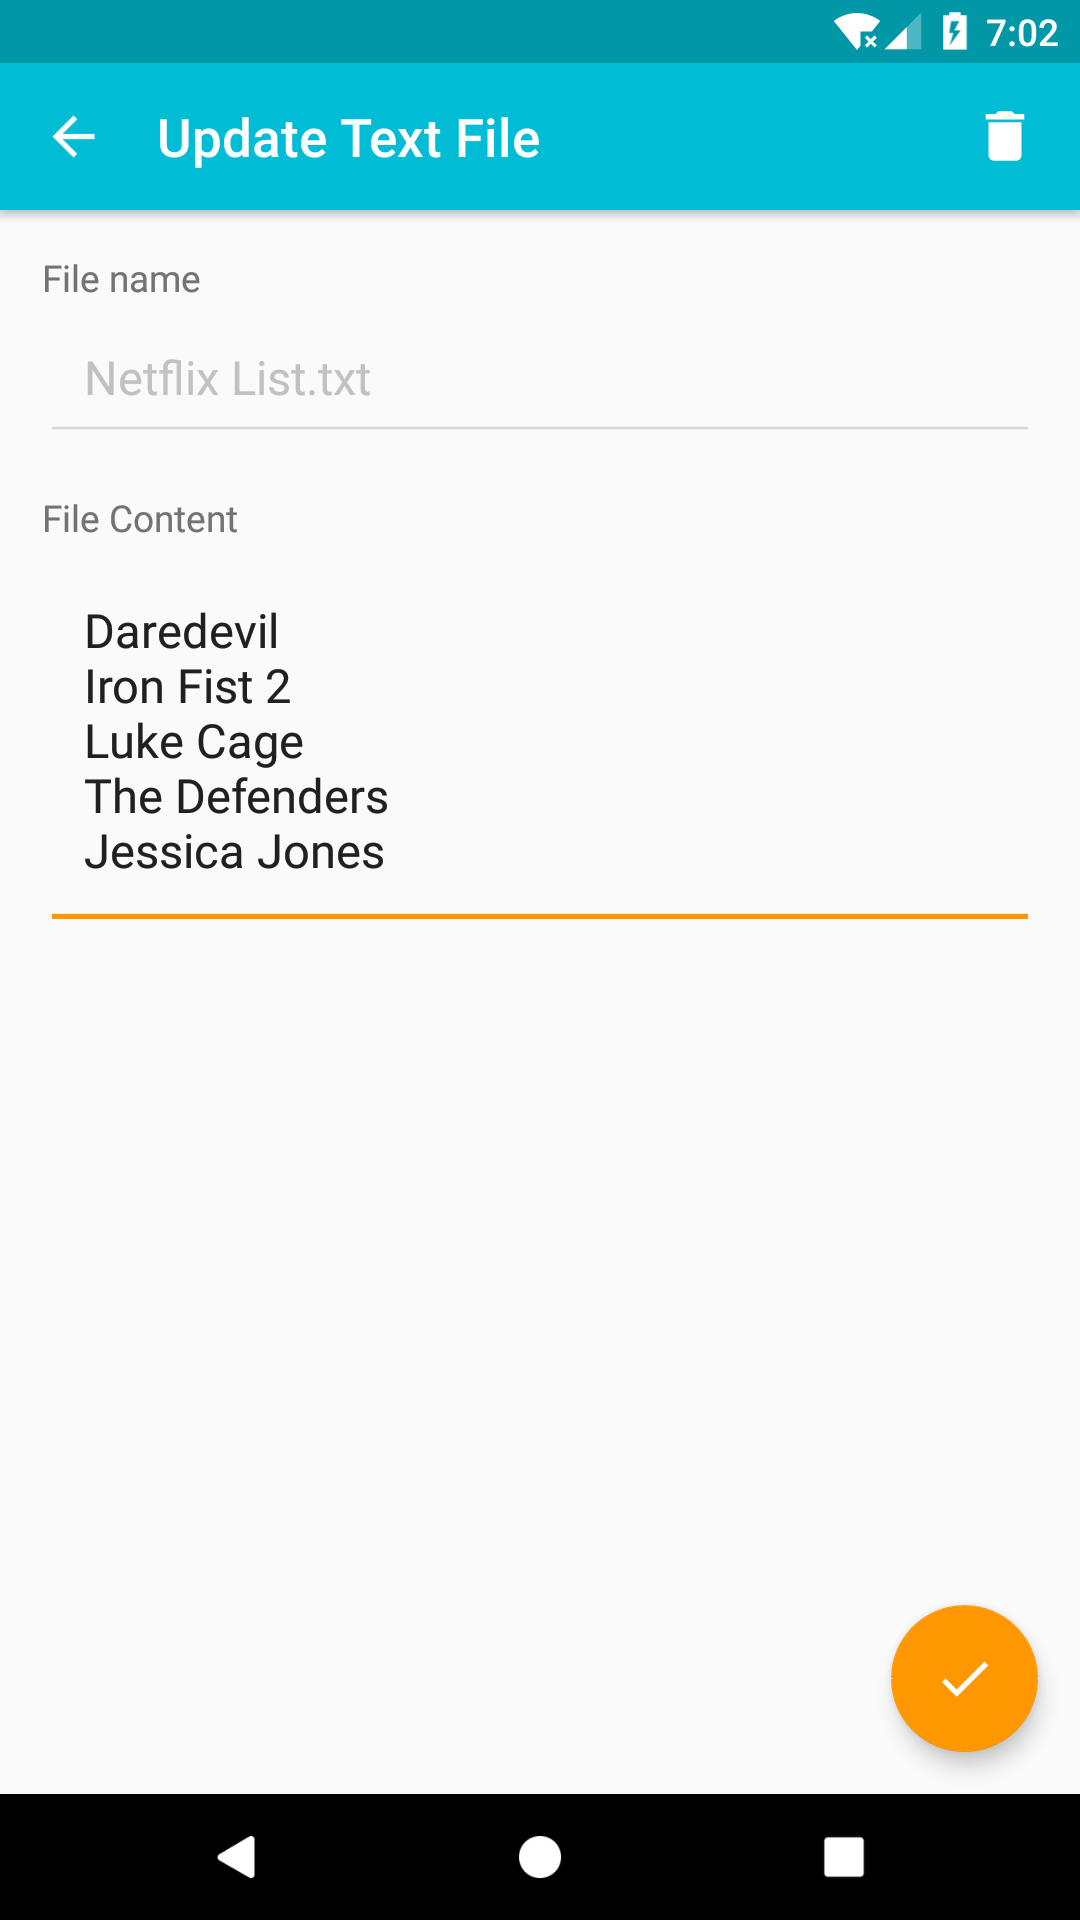 7:02
Update Text File
File name
Netflix List.txt
File Content
Daredevil
Iron Fist 2
Luke Cage
The Defenders
Jessica Jones